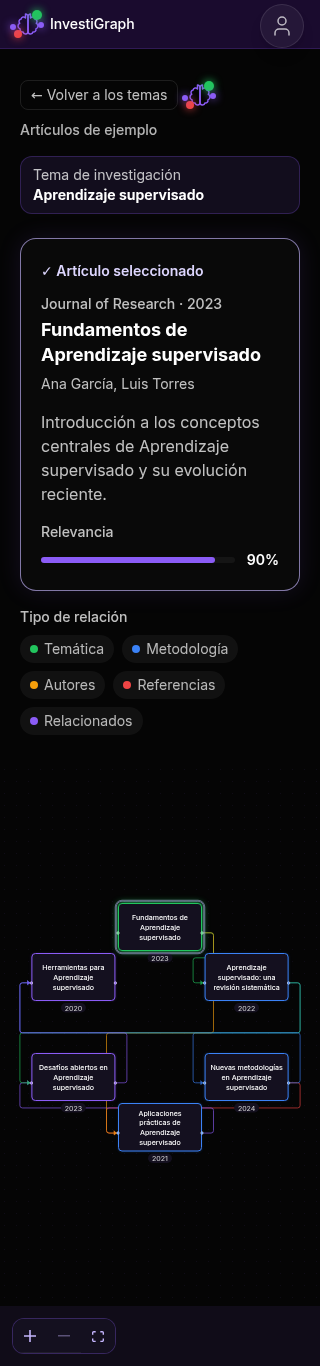 InvestiGraph
← Volver a los temas
Artículos de ejemplo
Tema de investigación
Aprendizaje supervisado
✓ Artículo seleccionado
Journal of Research · 2023
Fundamentos de
Aprendizaje supervisado
Ana García, Luis Torres
Introducción a los conceptos
centrales de Aprendizaje
supervisado y su evolución
reciente.
Relevancia
90%
Tipo de relación
Temática
Metodología
Autores
Referencias
Relacionados
Fundamentos de
Aprendizaje
supervisado
2023
Herramientas para
Aprendizaje
supervisado
2020
Aprendizaje
supervisado: una
revisión sistemática
2022
Desafíos abiertos en
Aprendizaje
supervisado
2023
Nuevas metodologías
en Aprendizaje
supervisado
2024
Aplicaciones
prácticas de
Aprendizaje
supervisado
2021